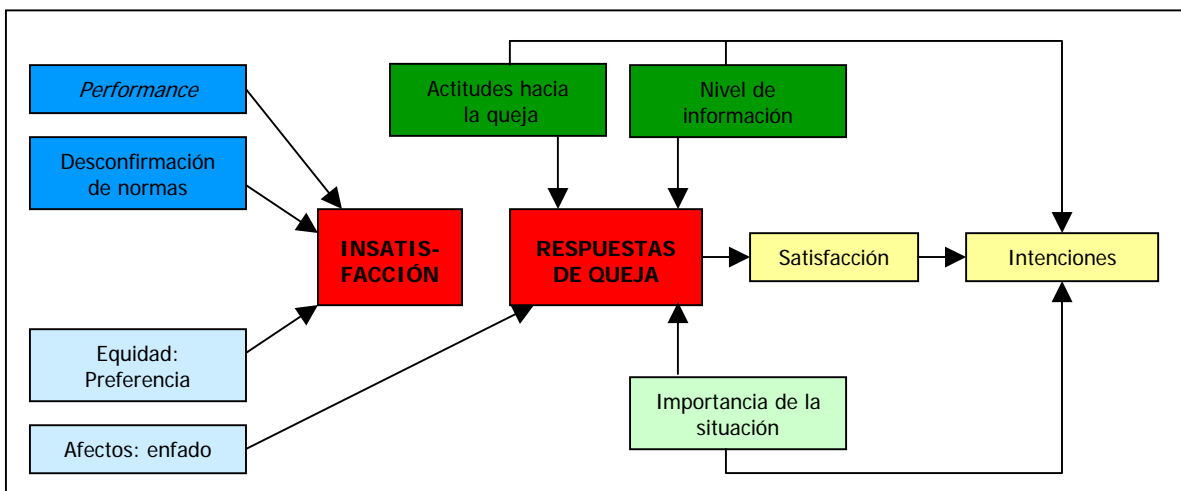 Performance
Desconfirmación
de normas
Equidad:
Preferencia
Afectos: enfado
INSATIS-
FACCIÓN
Actitudes hacia
la queja
Nivel de
información
RESPUESTAS
DE QUEJA
Satisfacción
Intenciones
Importancia de la
situación